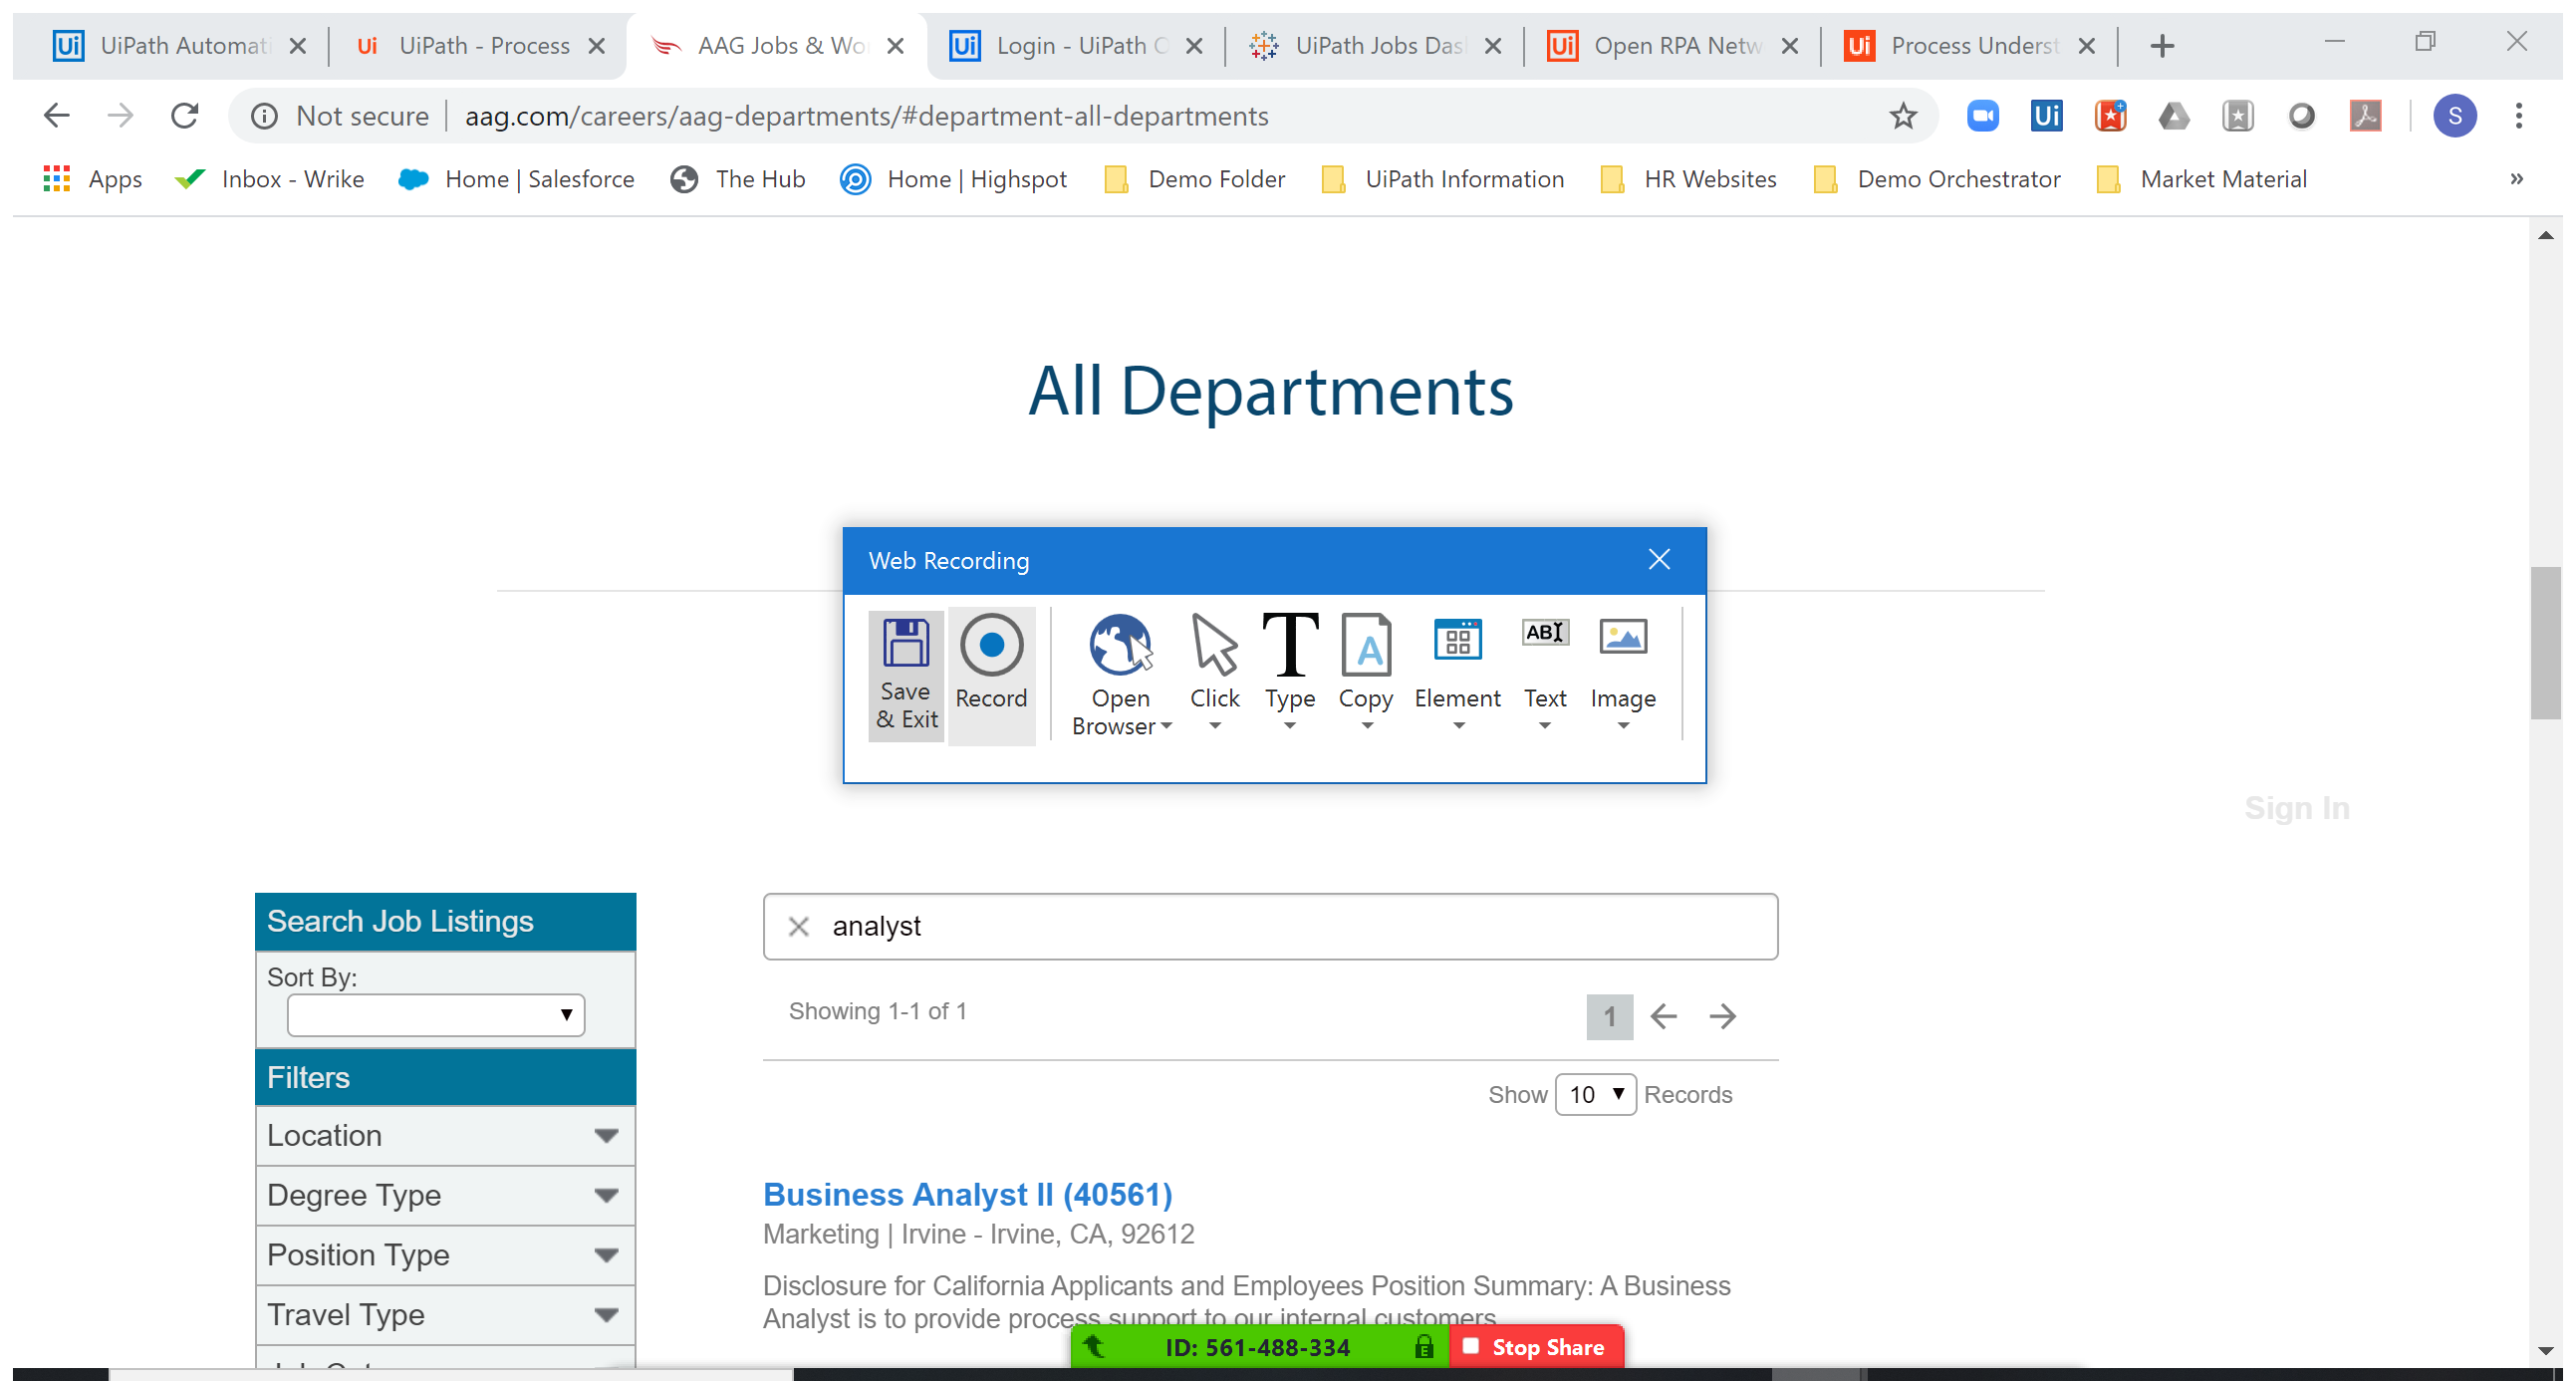 UiPath Automati
UiPath - Process
AAG Jobs & Wo
Login - UiPath O
UiPath Jobs Das
Open RPA Netw
Process Underst
Not secure
aag.com/careers/aag-departments/#department-all-departments
S
Apps
Inbox - Wrike
Home | Salesforce
The Hub
Home | Highspot
Demo Folder
UiPath Information
HR Websites
Demo Orchestrator
Market Material
»
All Departments
Web Recording
Save
& Exit
Record
Open
Browser
Click
Type
Copy
Element
Text
Image
Sign In
Search Job Listings
analyst
Sort By:
Showing 1-1 of 1
1
Filters
Show 10 Records
Location
Degree Type
Position Type
Travel Type
Business Analyst II (40561)
Marketing | Irvine - Irvine, CA, 92612
Disclosure for California Applicants and Employees Position Summary: A Business
Analyst is to provide process support to our internal customers
ID: 561-488-334
Stop Share